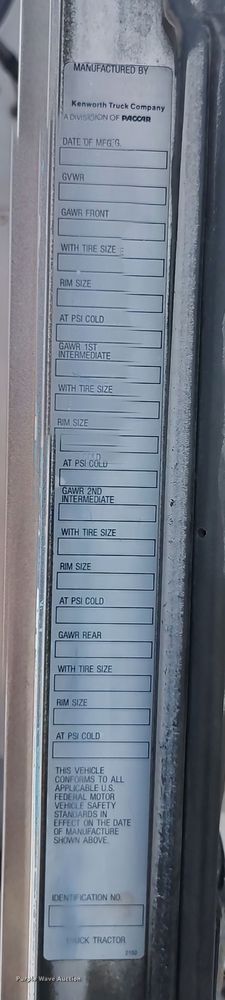 MANUFACTURED BY
Kenworth Truck Company
A DIVISION OF PACCAR
DATE OF MFG'G.
GVWR
GAWR FRONT
WITH TIRE SIZE
RIM SIZE
AT PSI COLD
GAWR 1ST
INTERMEDIATE
WITH TIRE SIZE
RIM SIZE
AT PSI COLD
GAWR 2ND
INTERMEDIATE
WITH TIRE SIZE
RIM SIZE
AT PSI COLD
GAWR REAR
WITH TIRE SIZE
RIM SIZE
AT PSI COLD
THIS VEHICLE
CONFORMS TO ALL
APPLICABLE U.S.
FEDERAL MOTOR
VEHICLE SAFETY
STANDARDS IN
EFFECT ON THE DATE
OF MANUFACTURE
SHOWN ABOVE.
IDENTIFICATION NO.
TRUCK TRACTOR
Purple Wave Auction